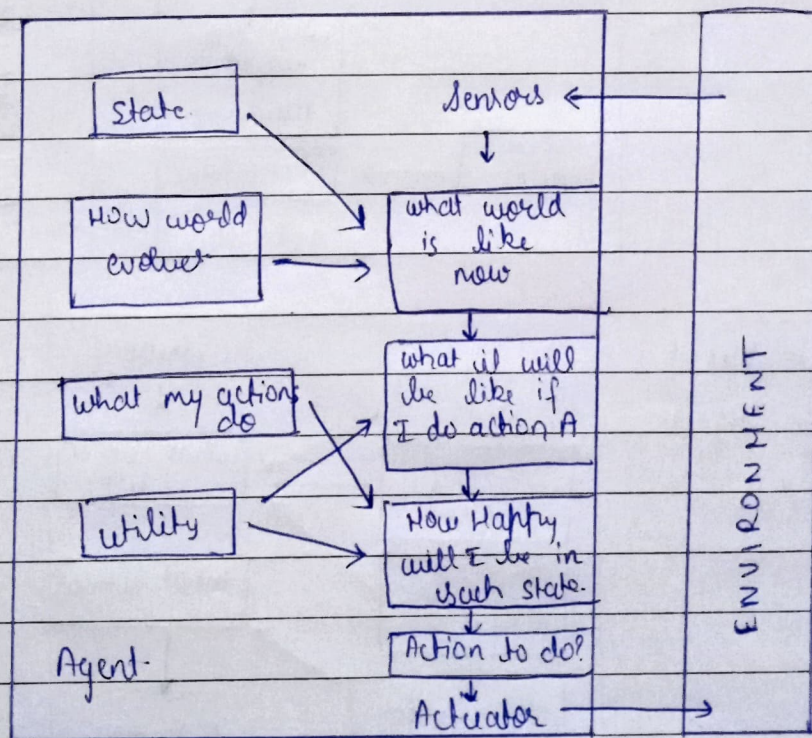 State
Sensors
How world
evolves
what world
is like
now
what my actions
do
what it will
be like if
I do action A
Utility
How Happy
will I be in
such state
Action to do?
Agent
Actuator
ENVIRONMENT